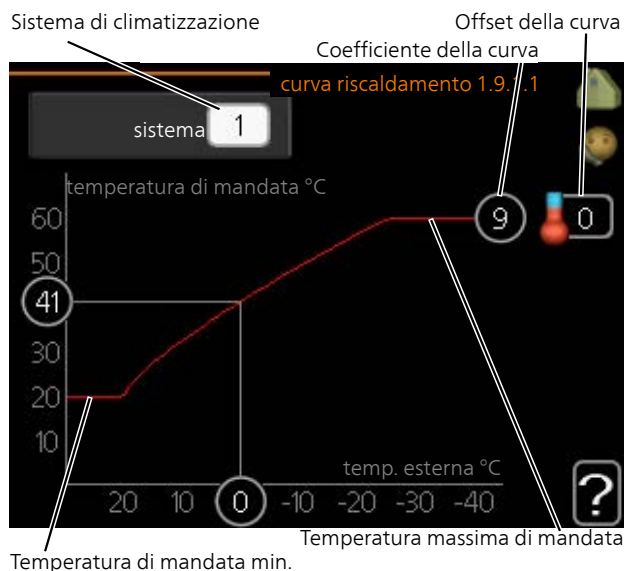 Sistema di climatizzazione
Offset della curva
Coefficiente della curva
curva riscaldamento 1.9.1.1
sistema 1
temperatura di mandata °C
60
9
0
50
41
30
20
10
temp. esterna °C
20 10 0 -10 -20 -30 -40
?
Temperatura massima di mandata
Temperatura di mandata min.